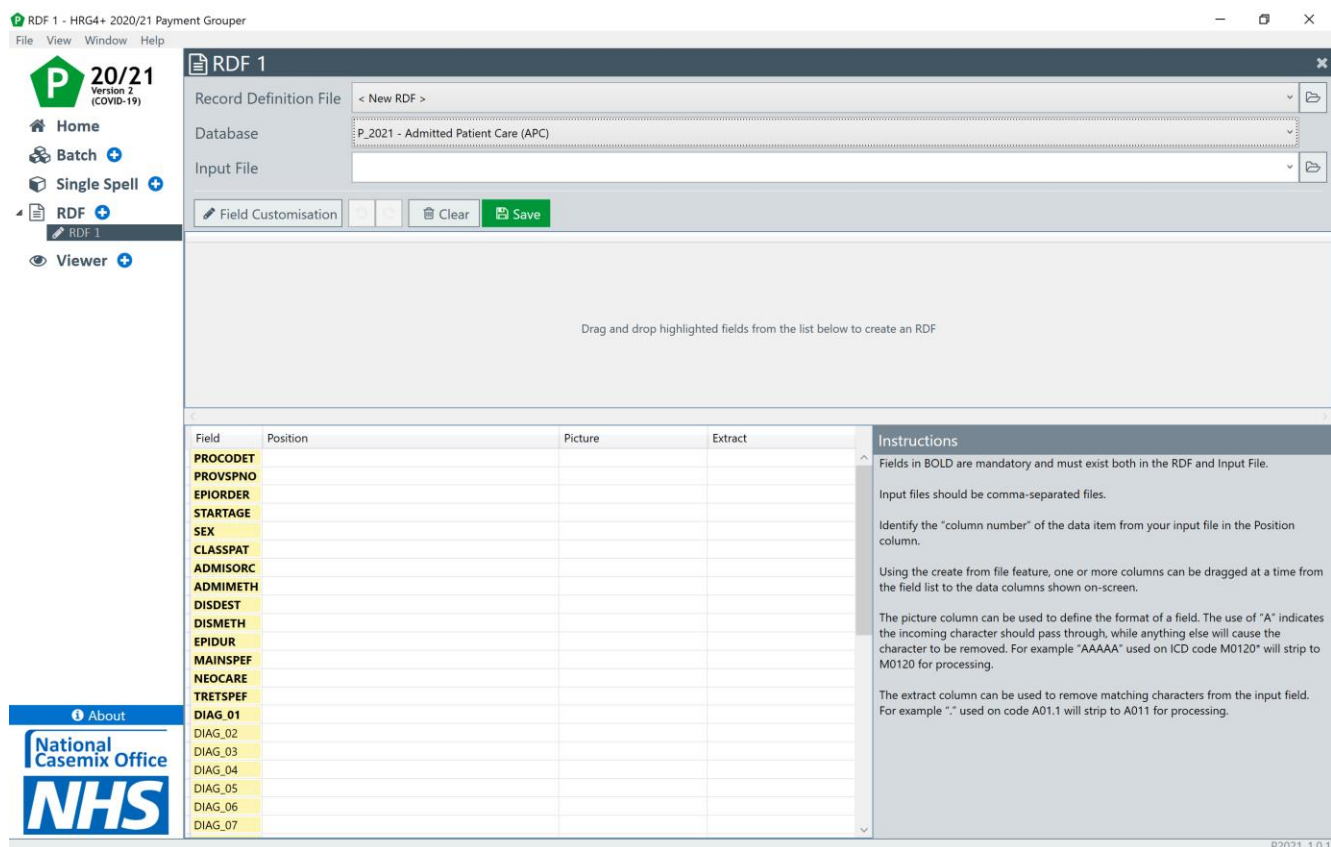 RDF 1 - HRG4+ 2020/21 Payment Grouper
File View Window Help
P
20/21
Version 2
(COVID-19)
Home
Batch
Single Spell
RDF
RDF 1
Viewer
RDF 1
Record Definition File < New RDF >
Database P_2021 - Admitted Patient Care (APC)
Input File
Field Customisation Clear Save
Drag and drop highlighted fields from the list below to create an RDF
Field Position Picture Extract
PROCODET
PROVSPNO
EPIORDER
STARTAGE
SEX
CLASSPAT
ADMISORC
ADMIMETH
DISDEST
DISMETH
EPIDUR
MAINSPEF
NEOCARE
TRETSPEF
DIAG_01
DIAG_02
DIAG_03
DIAG_04
DIAG_05
DIAG_06
DIAG_07
Instructions
Fields in BOLD are mandatory and must exist both in the RDF and Input File.
Input files should be comma-separated files.
Identify the "column number" of the data item from your input file in the Position
column.
Using the create from file feature, one or more columns can be dragged at a time from
the field list to the data columns shown on-screen.
The picture column can be used to define the format of a field. The use of "A" indicates
the incoming character should pass through, while anything else will cause the
character to be removed. For example "AAAAA" used on ICD code M0120* will strip to
M0120 for processing.
The extract column can be used to remove matching characters from the input field.
For example "." used on code A01.1 will strip to A011 for processing.
About
National
Casemix Office
NHS
P2021_1.0.1